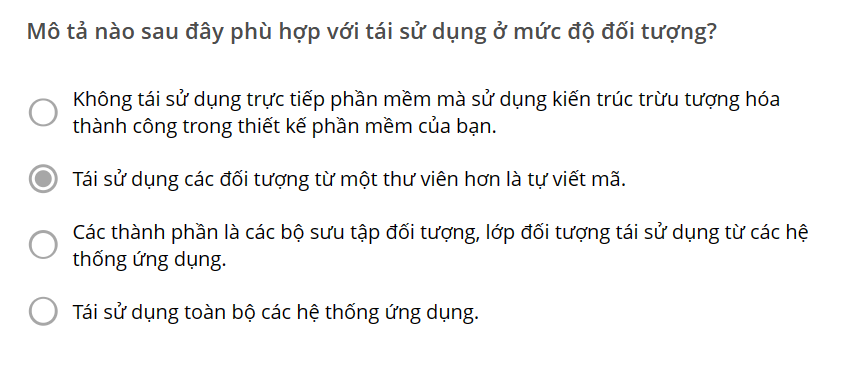 Mô tả nào sau đây phù hợp với tái sử dụng ở mức độ đối tượng?
Không tái sử dụng trực tiếp phần mềm mà sử dụng kiến trúc trừu tượng hóa
thành công trong thiết kế phần mềm của bạn.
Tái sử dụng các đối tượng từ một thư viên hơn là tự viết mã.
Các thành phần là các bộ sưu tập đối tượng, lớp đối tượng tái sử dụng từ các hệ
thống ứng dụng.
Tái sử dụng toàn bộ các hệ thống ứng dụng.